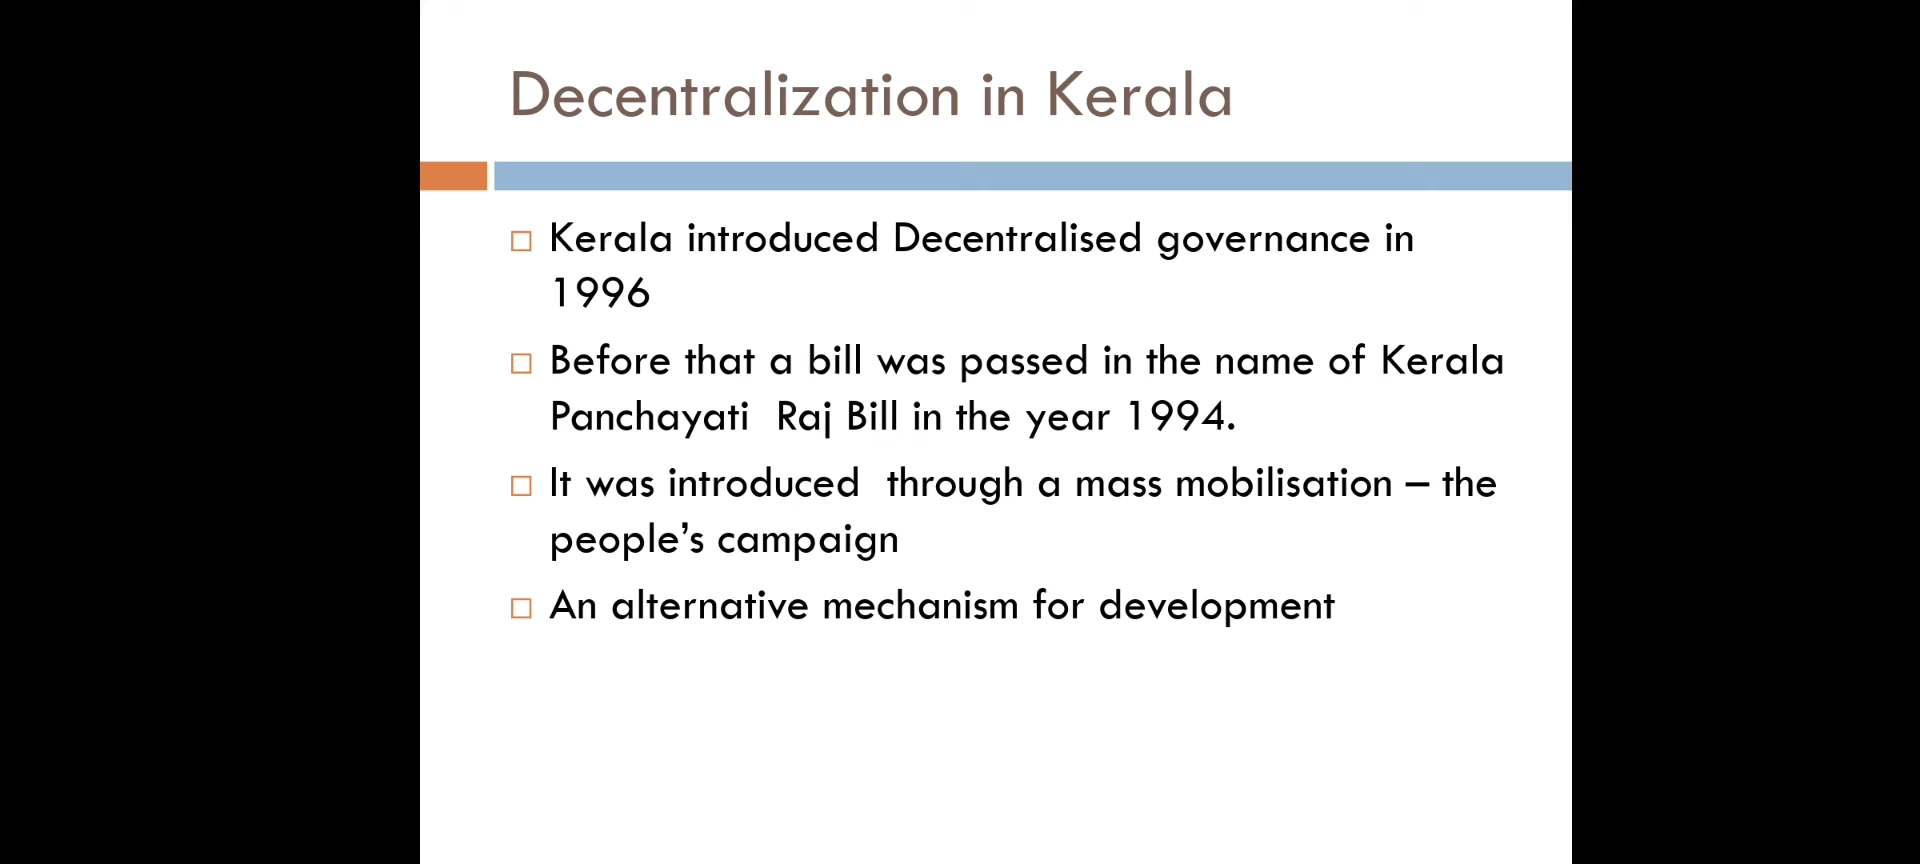 Decentralization in Kerala
Kerala introduced Decentralised governance in
1996
Before that a bill was passed in the name of Kerala
Panchayati  Raj Bill in the year 1994.
It was introduced  through a mass mobilisation – the
people’s campaign
An alternative mechanism for development